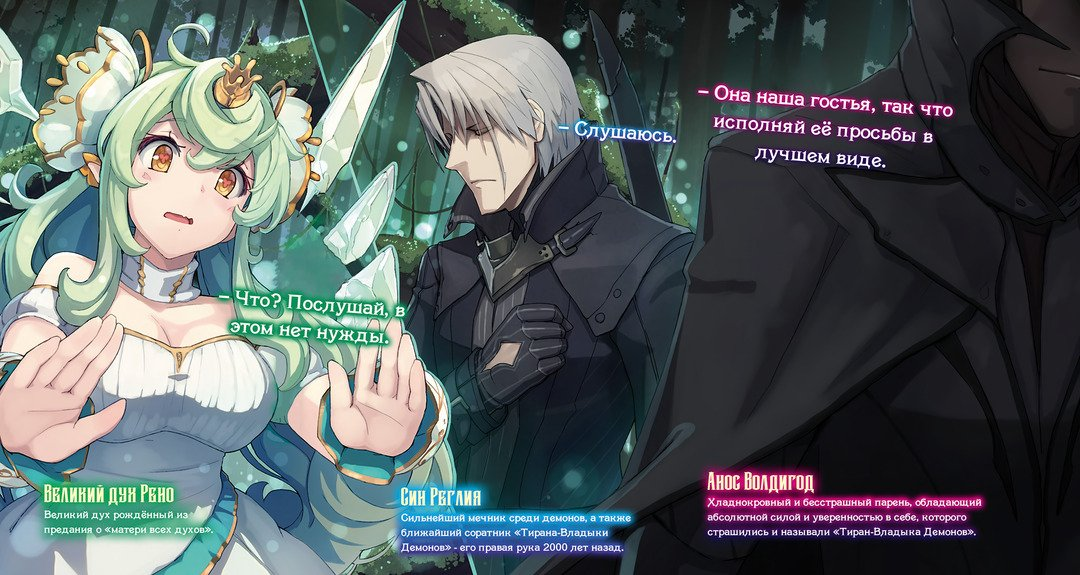 – Она наша гостья, так что
исполняй её просьбы в
лучшем виде.
– Слушаюсь.
– Что? Послушай, в
этом нет нужды.
Великий дух Рено
Великий дух рождённый из
предания о «матери всех духов».
Син Реглия
Сильнейший мечник среди демонов, а также
ближайший соратник «Тирана-Владыки
Демонов» - его правая рука 2000 лет назад.
Анос Волдигод
Хладнокровный и бесстрашный парень, обладающий
абсолютной силой и уверенностью в себе, которого
страшились и называли «Тиран-Владыка Демонов».